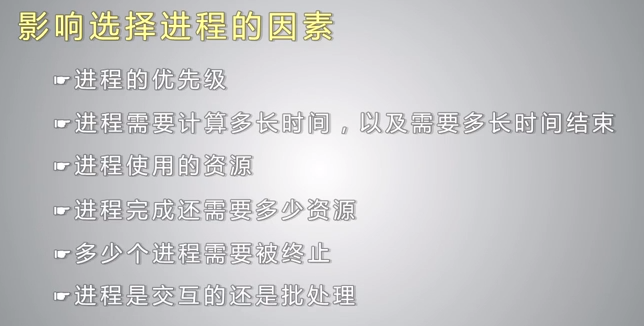 影响选择进程的因素
☛进程的优先级
☛进程需要计算多长时间，以及需要多长时间结束
☛进程使用的资源
☛进程完成还需要多少资源
☛多少个进程需要被终止
☛进程是交互的还是批处理